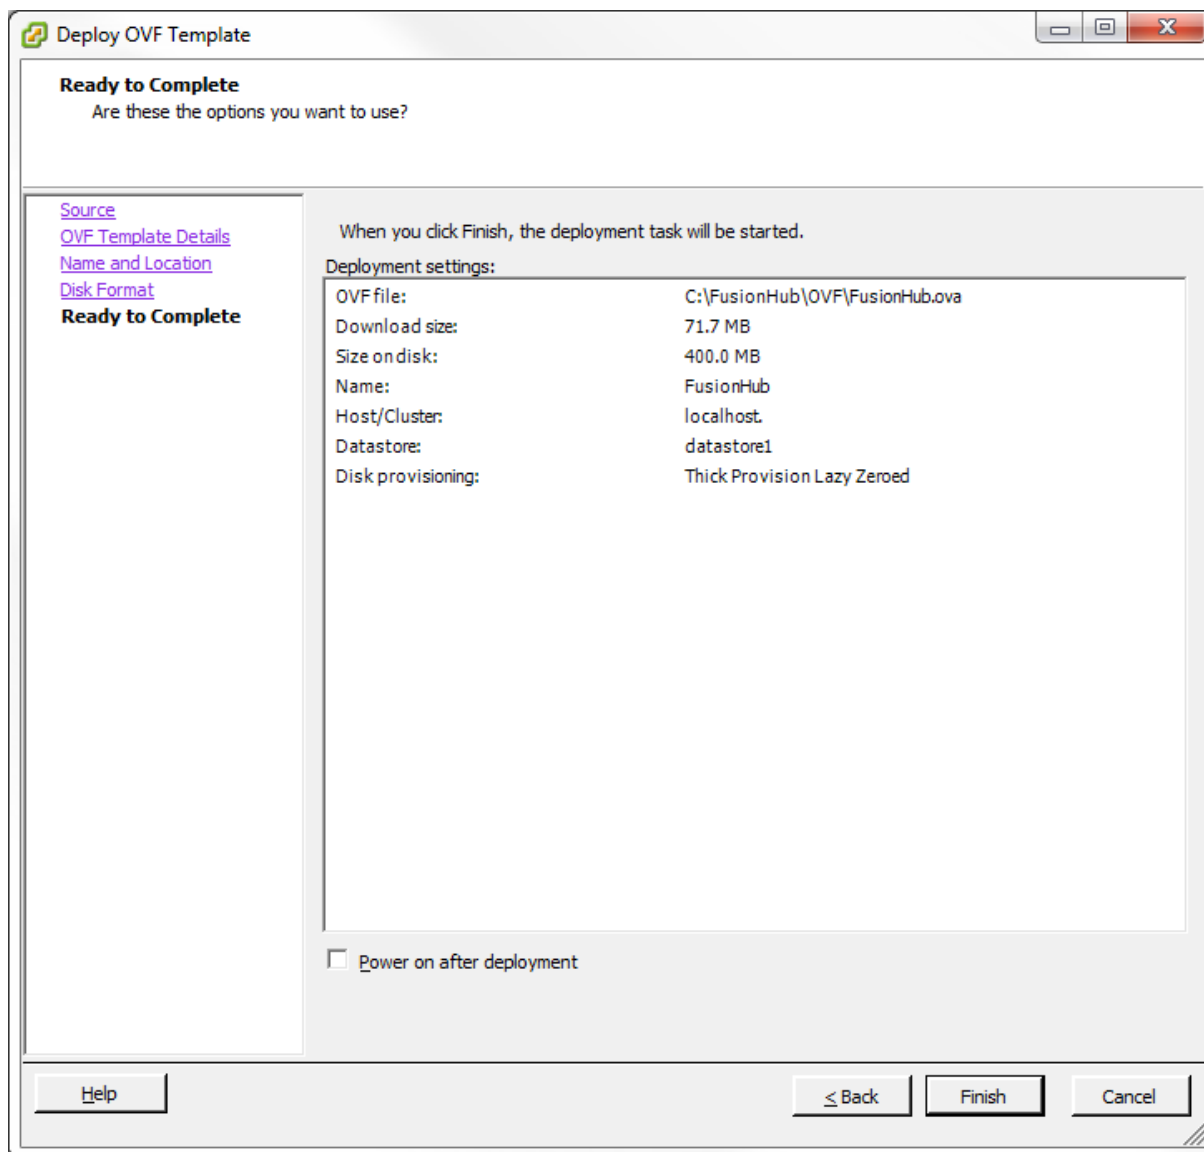 Deploy OVF Template
Ready to Complete
Are these the options you want to use?
Source
OVF Template Details
Name and Location
Disk Format
Ready to Complete
When you click Finish, the deployment task will be started.
Deployment settings:
OVF file: C:\FusionHub\OVF\FusionHub.ova
Download size: 71.7 MB
Size on disk: 400.0 MB
Name: FusionHub
Host/Cluster: localhost.
Datastore: datastore1
Disk provisioning: Thick Provision Lazy Zeroed
Power on after deployment
Help
< Back Finish Cancel